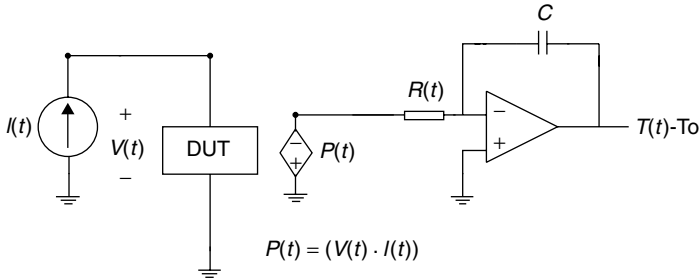 C
R(t)
I(t)
+
V(t)
−
DUT
−
+
P(t)
−
+
T(t)-To
P(t) = (V(t) · I(t))